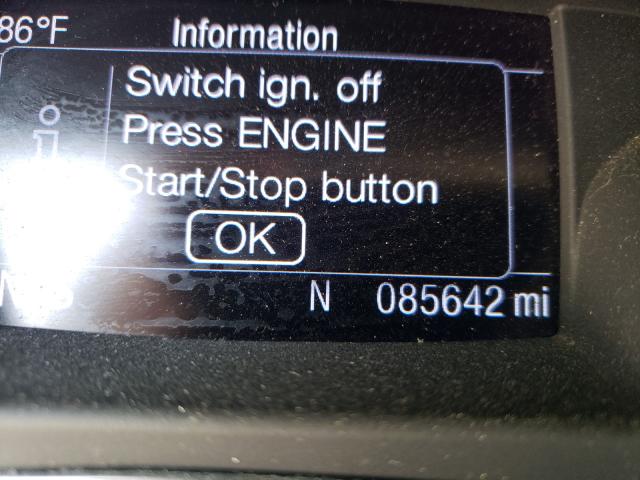 86°F Information
Switch ign. off
Press ENGINE
Start/Stop button
OK
N 085642 mi